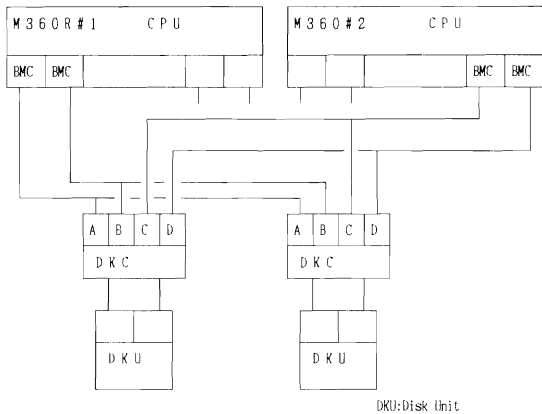 M360R#1 CPU
M360#2 CPU
BMC BMC
BMC BMC
A B C D
A B C D
DKC
DKC
DKU
DKU
DKU:Disk Unit